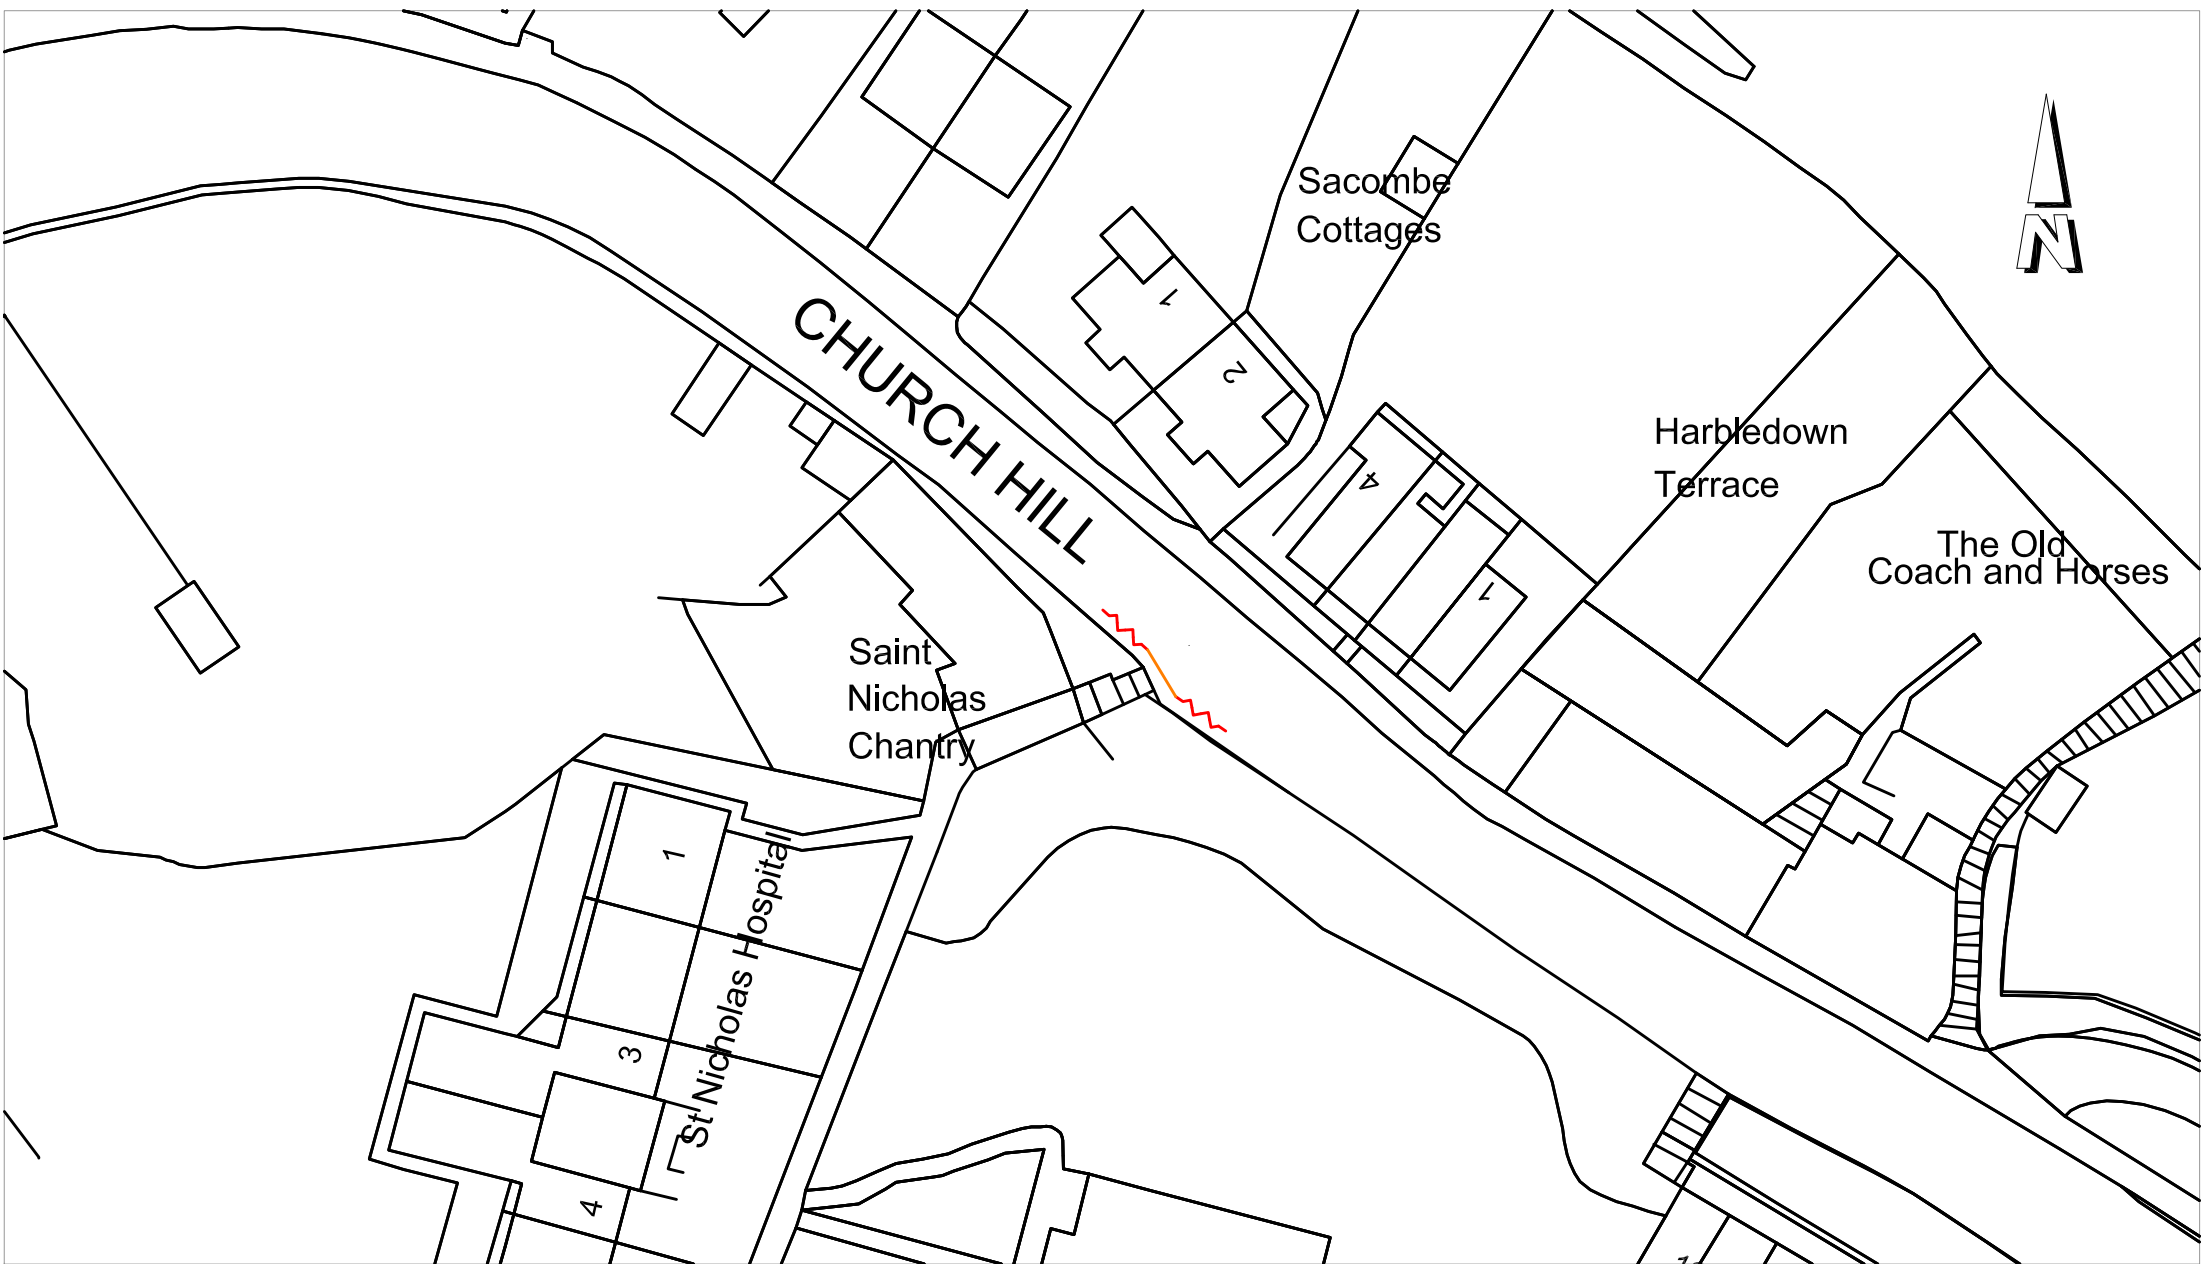 N
Sacombe
Cottages
1
2
CHURCH HILL
Harbledown
Terrace
4
1
The Old
Coach and Horses
Saint
Nicholas
Chantry
1
St Nicholas Hospital
3
4